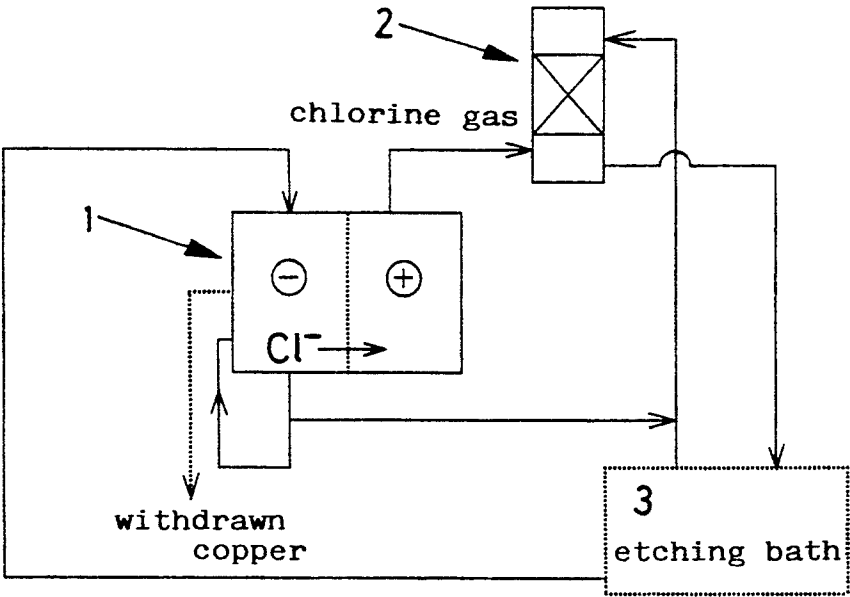 2
chlorine gas
1
−
+
Cl⁻
3
withdrawn
copper
etching bath